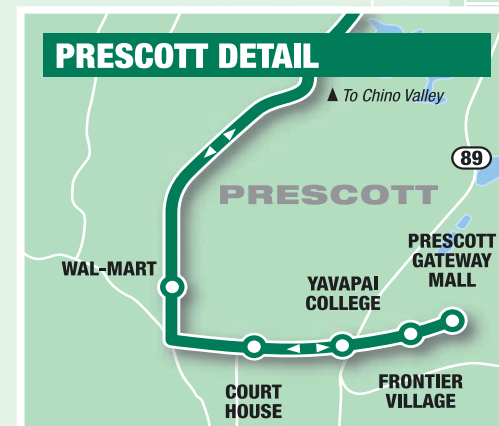 PRESCOTT DETAIL
▲ To Chino Valley
89
PRESCOTT
PRESCOTT
GATEWAY
MALL
WAL-MART
YAVAPAI
COLLEGE
COURT
HOUSE
FRONTIER
VILLAGE